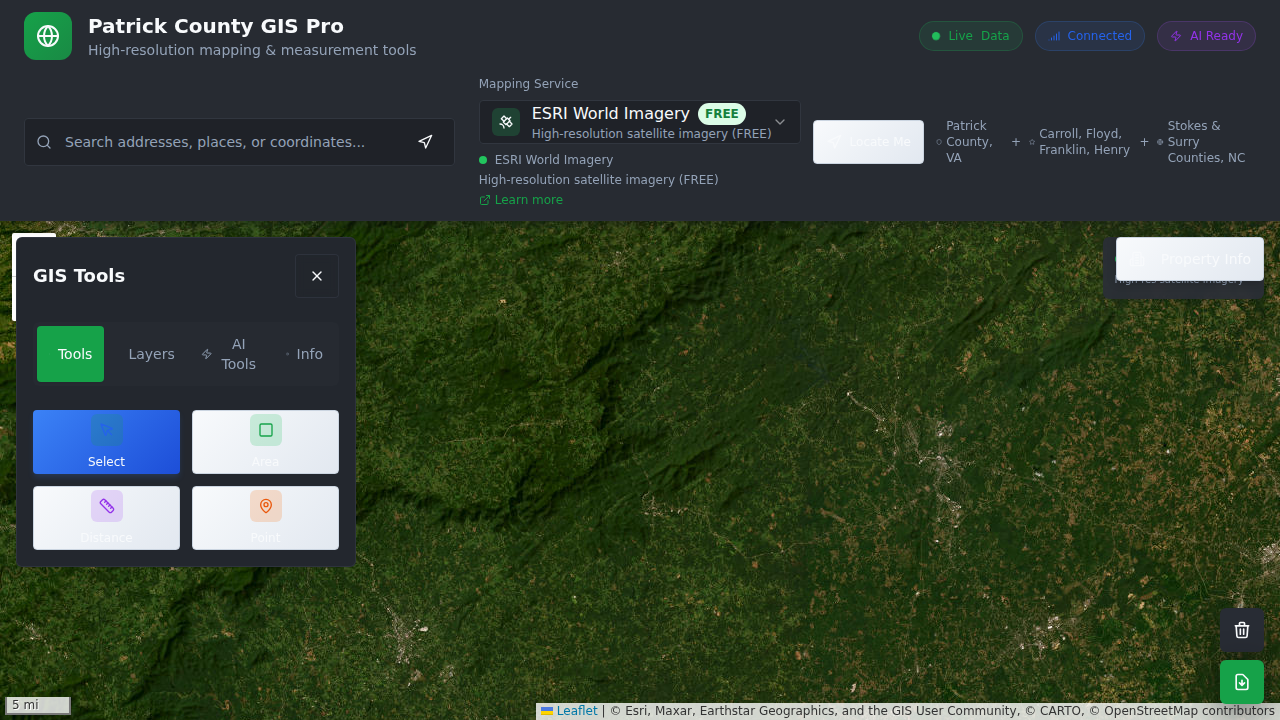 Patrick County GIS Pro
High-resolution mapping & measurement tools
Live Data
Connected
AI Ready
Mapping Service
Search addresses, places, or coordinates...
ESRI World Imagery FREE
High-resolution satellite imagery (FREE)
ESRI World Imagery
High-resolution satellite imagery (FREE)
Learn more
Locate Me
Patrick
County,
VA
+
Carroll, Floyd,
Franklin, Henry
+
Stokes &
Surry
Counties, NC
GIS Tools
Tools
Layers
AI
Tools
Info
Select
Area
Distance
Point
Property Info
High-res satellite imagery
5 mi
Leaflet | © Esri, Maxar, Earthstar Geographics, and the GIS User Community, © CARTO, © OpenStreetMap contributors